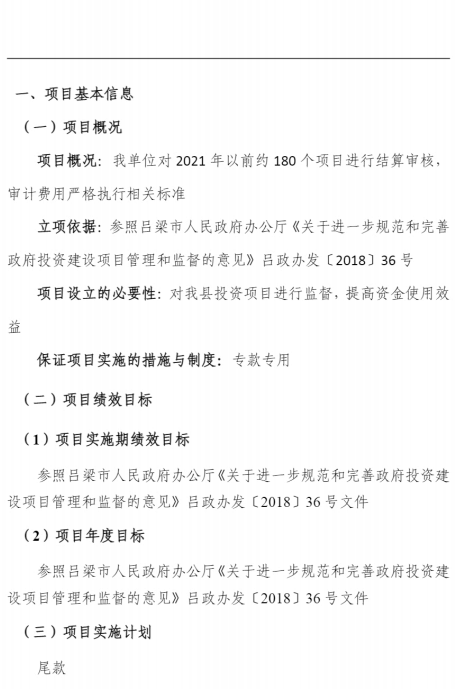 一、项目基本信息
（一）项目概况
项目概况：我单位对 2021 年以前约 180 个项目进行结算审核，
审计费用严格执行相关标准
立项依据：参照吕梁市人民政府办公厅《关于进一步规范和完善
政府投资建设项目管理和监督的意见》吕政办发〔2018〕36 号
项目设立的必要性：对我县投资项目进行监督，提高资金使用效
益
保证项目实施的措施与制度：专款专用
（二）项目绩效目标
（1）项目实施期绩效目标
参照吕梁市人民政府办公厅《关于进一步规范和完善政府投资建
设项目管理和监督的意见》吕政办发〔2018〕36 号文件
（2）项目年度目标
参照吕梁市人民政府办公厅《关于进一步规范和完善政府投资建
设项目管理和监督的意见》吕政办发〔2018〕36 号文件
（三）项目实施计划
尾款